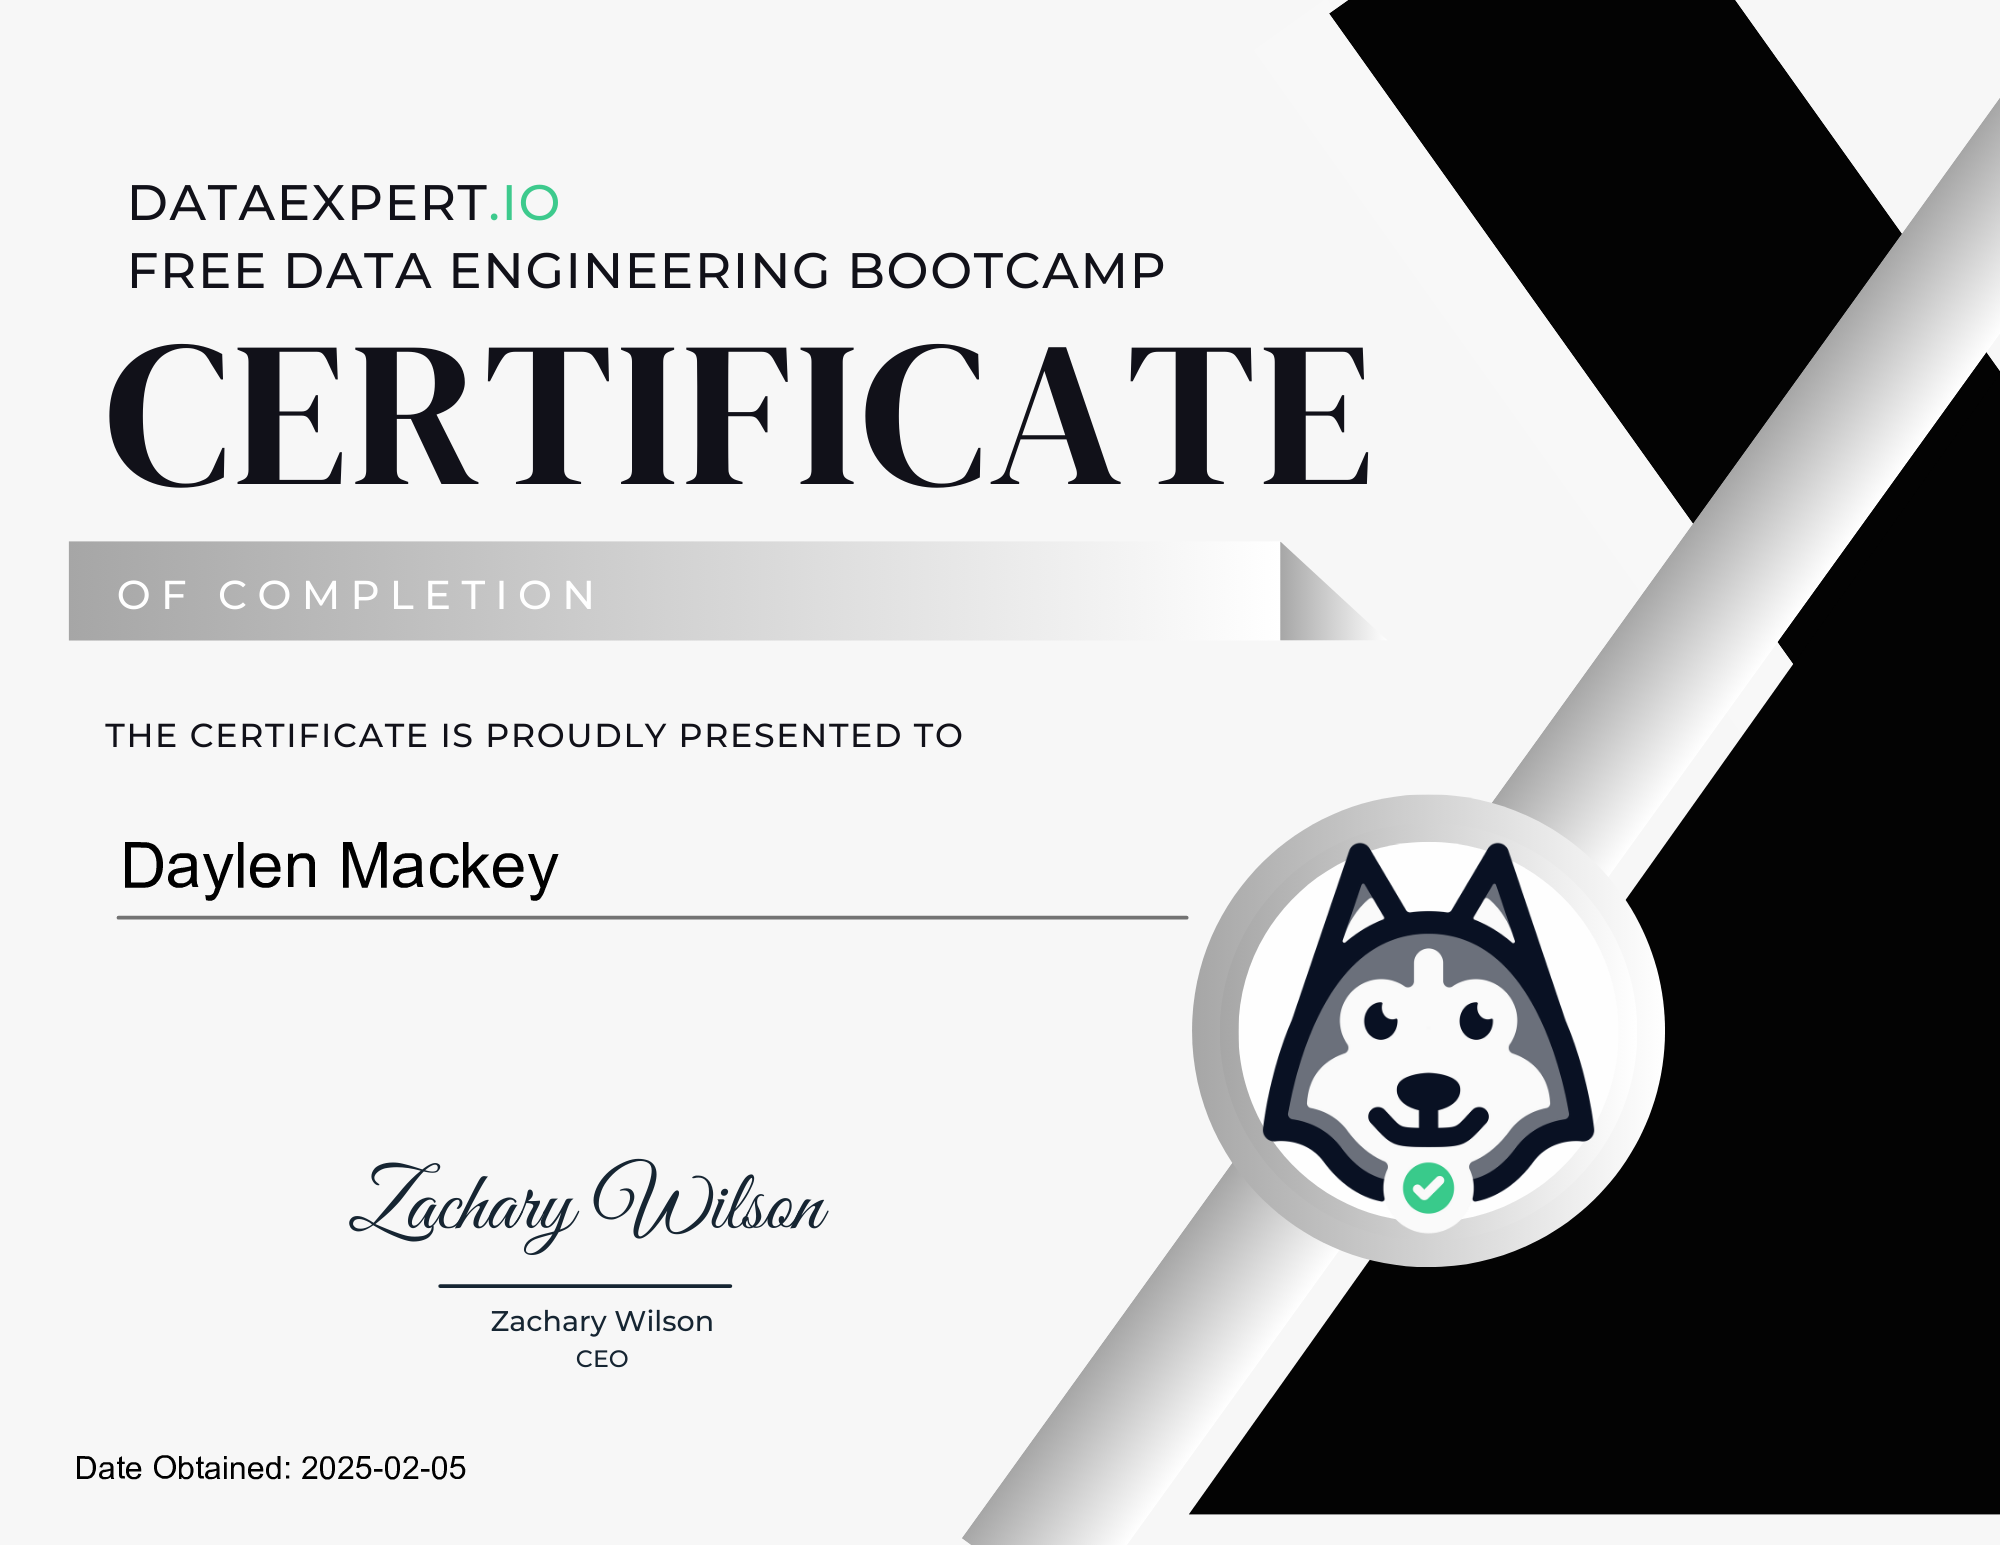 DATAEXPERT.IO
FREE DATA ENGINEERING BOOTCAMP
CERTIFICATE
OF COMPLETION
THE CERTIFICATE IS PROUDLY PRESENTED TO
Daylen Mackey
Zachary Wilson
Zachary Wilson
CEO
Date Obtained: 2025-02-05